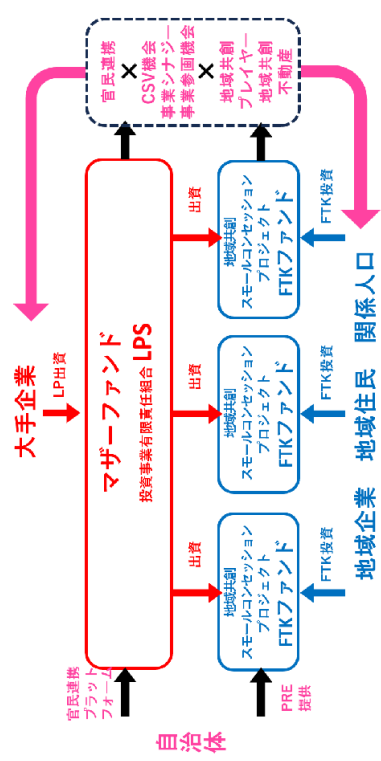 大手企業
LP出資
官民連携
プラット
フォーム
マザーファンド
投資事業有限責任組合 LPS
自治体
出資
出資
出資
PRE
提供
地域共創
スモールコンセッション
プロジェクト
FTKファンド
地域共創
スモールコンセッション
プロジェクト
FTKファンド
地域共創
スモールコンセッション
プロジェクト
FTKファンド
FTK投資
FTK投資
FTK投資
地域企業　地域住民　関係人口
官民連携
×
CSV機会
事業シナジー
事業参画機会
×
地域共創
プレイヤー
地域共創
不動産